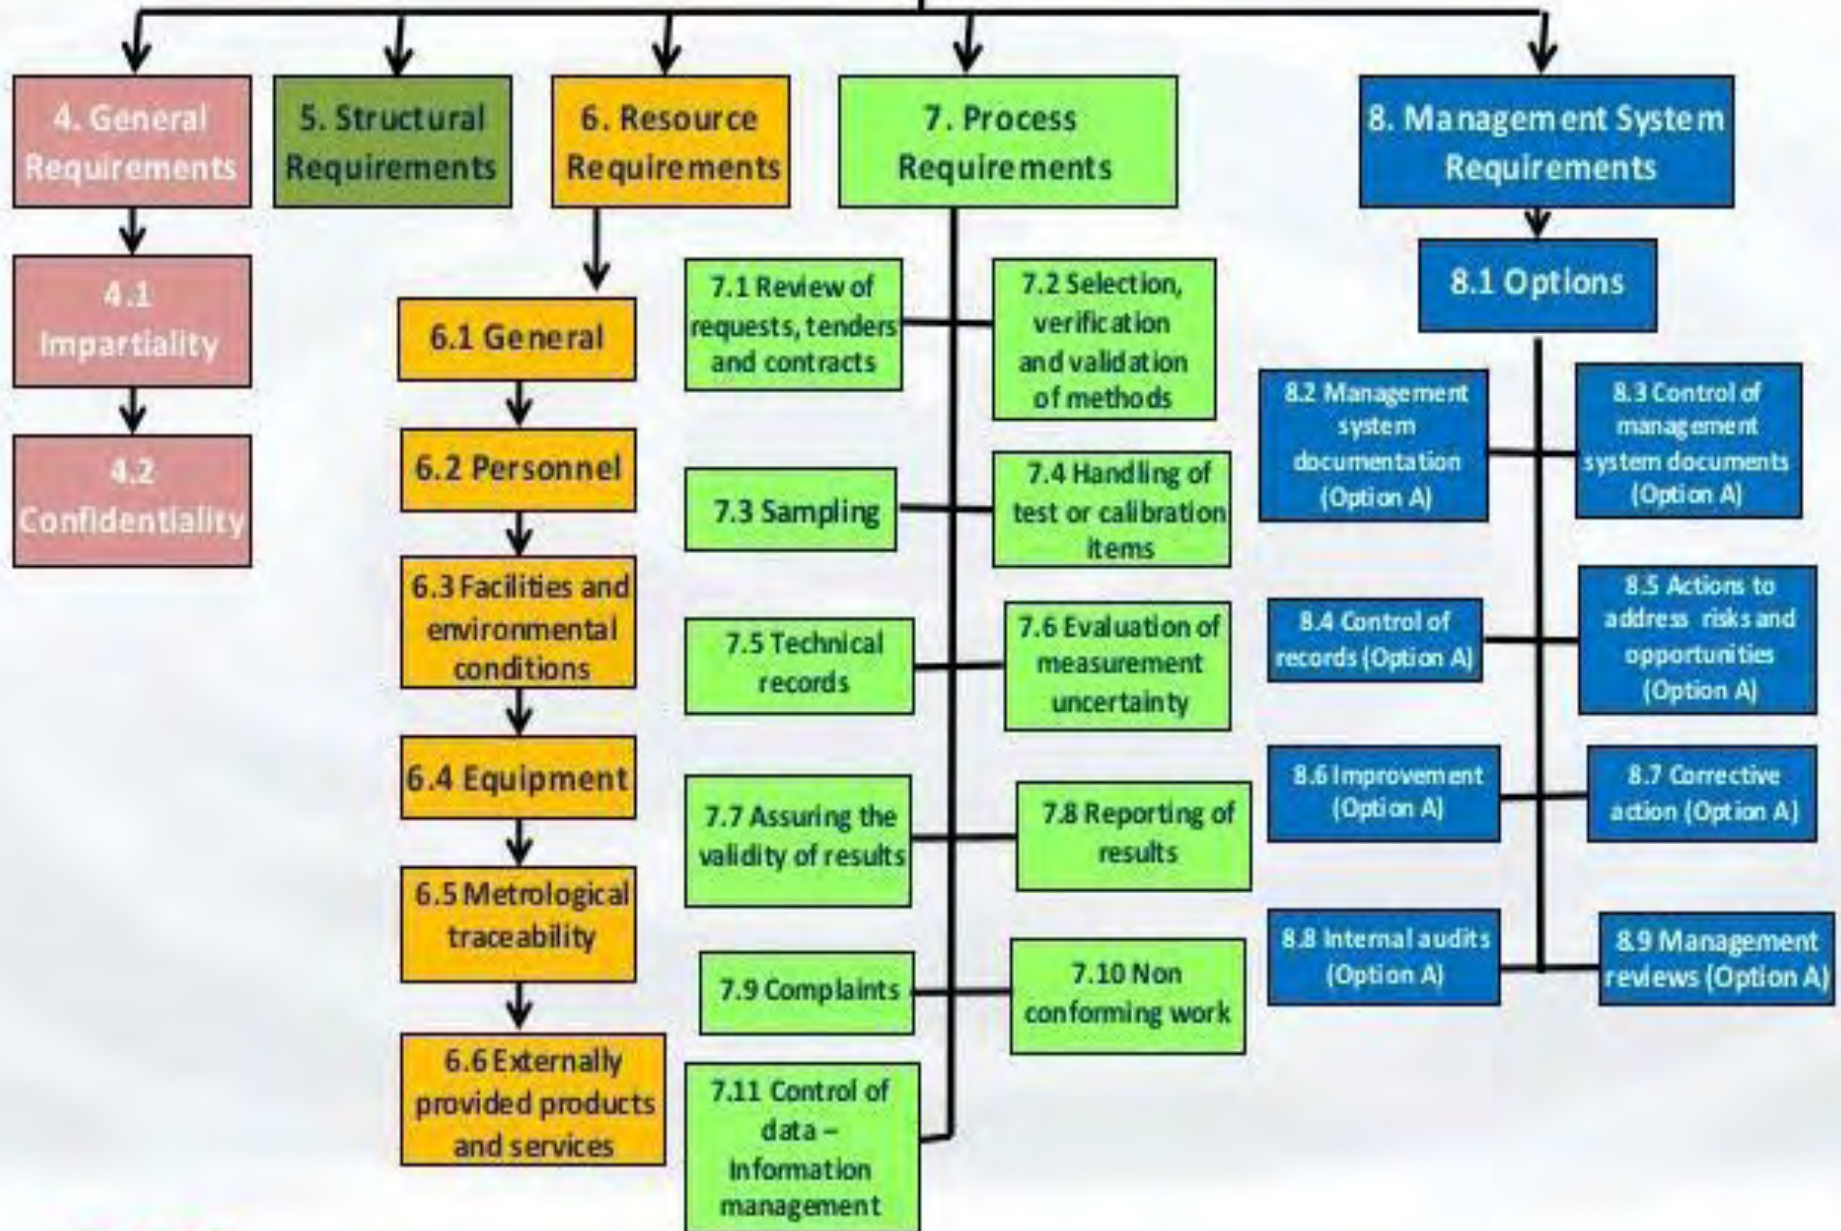 4. General
Requirements
5. Structural
Requirements
6. Resource
Requirements
7. Process
Requirements
8. Management System
Requirements
4.1
Impartiality
4.2
Confidentiality
6.1 General
6.2 Personnel
6.3 Facilities and
environmental
conditions
6.4 Equipment
6.5 Metrological
traceability
6.6 Externally
provided products
and services
7.1 Review of
requests, tenders
and contracts
7.2 Selection,
verification
and validation
of methods
7.3 Sampling
7.4 Handling of
test or calibration
items
7.5 Technical
records
7.6 Evaluation of
measurement
uncertainty
7.7 Assuring the
validity of results
7.8 Reporting of
results
7.9 Complaints
7.10 Non
conforming work
7.11 Control of
data –
Information
management
8.1 Options
8.2 Management
system
documentation
(Option A)
8.3 Control of
management
system documents
(Option A)
8.4 Control of
records (Option A)
8.5 Actions to
address risks and
opportunities
(Option A)
8.6 Improvement
(Option A)
8.7 Corrective
action (Option A)
8.8 Internal audits
(Option A)
8.9 Management
reviews (Option A)